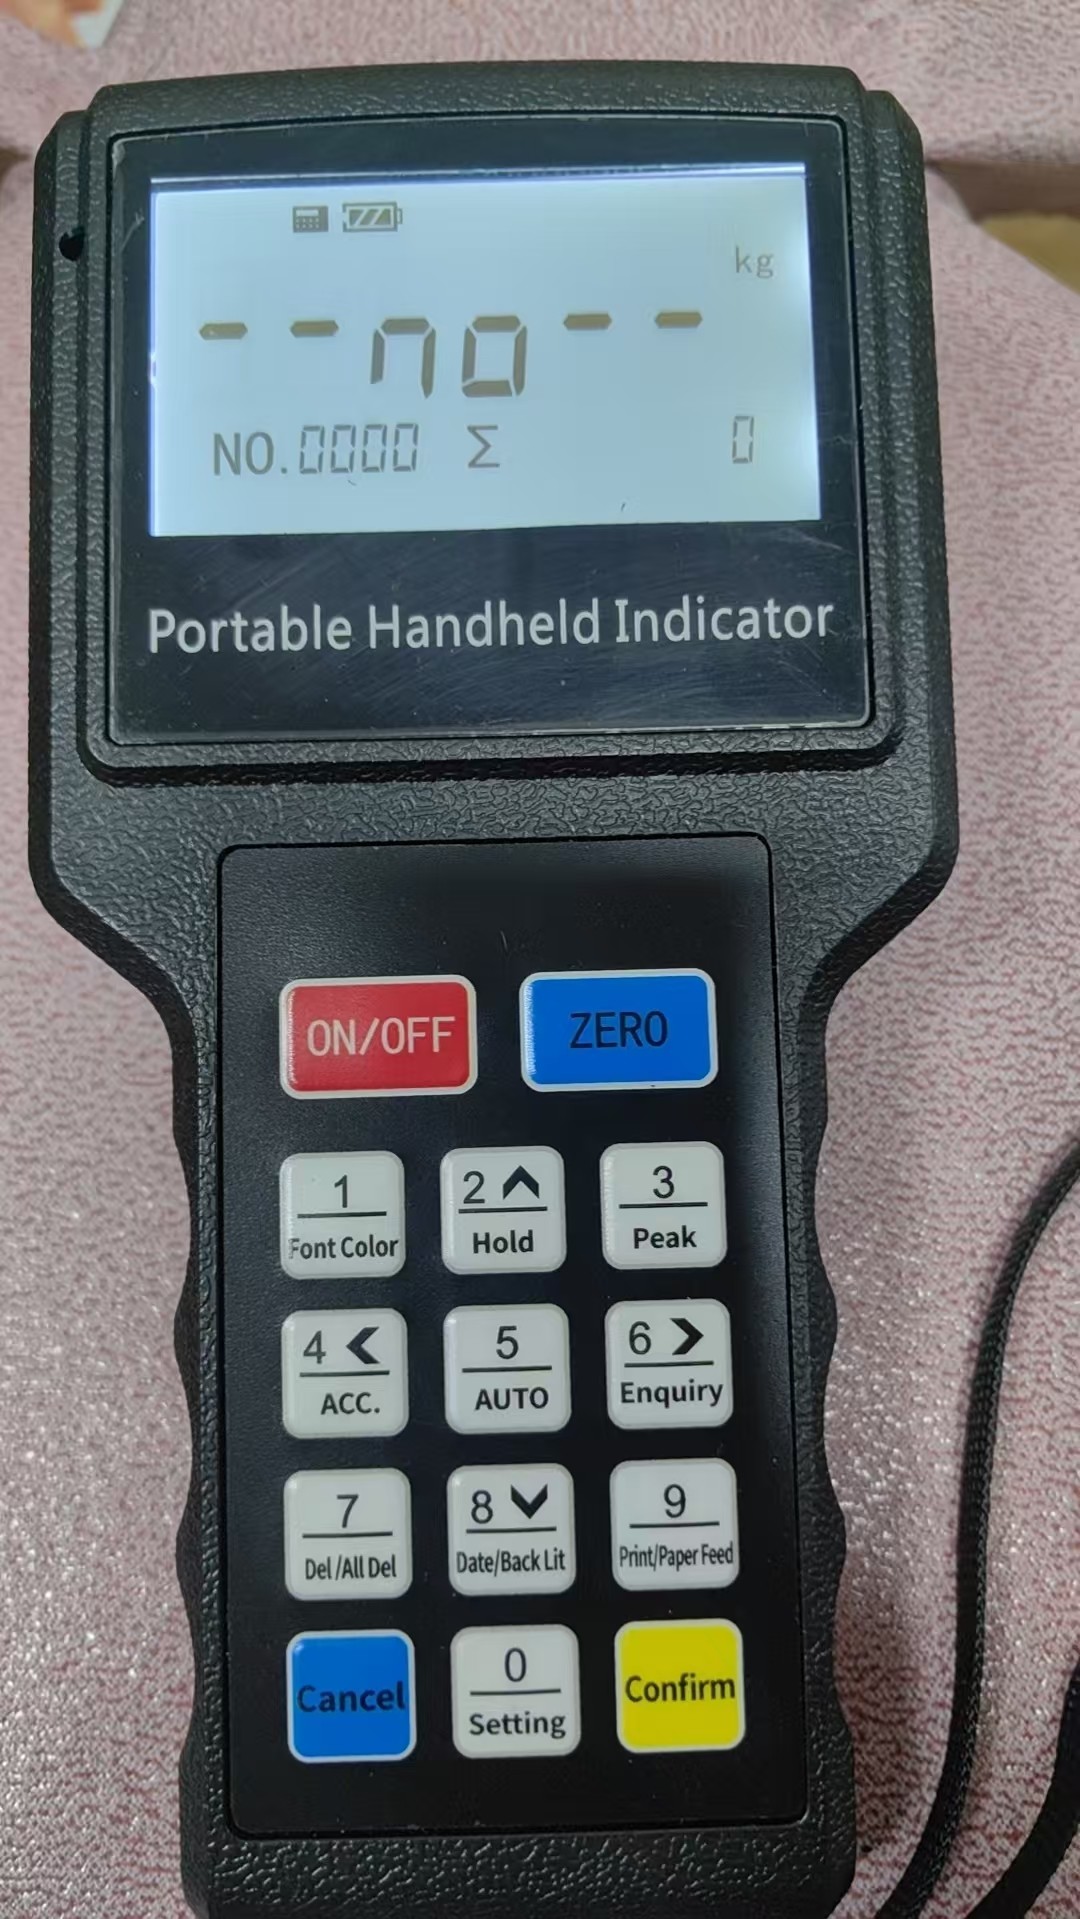 kg
--no--
NO.0000 Σ 0
Portable Handheld Indicator
ON/OFF ZERO
1 2 3
Font Color Hold Peak
4 5 6
ACC. AUTO Enquiry
7 8 9
Del/All Del Date/Back Lit Print/Paper Feed
Cancel 0 Confirm
Setting